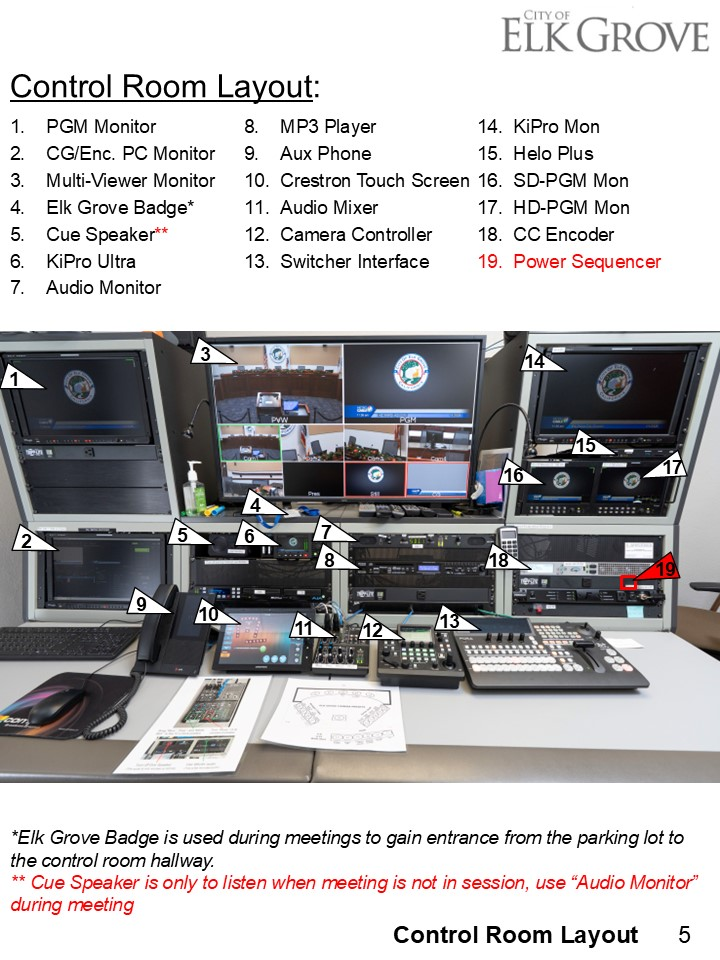 CITY OF
ELK GROVE
Control Room Layout:
1. PGM Monitor
2. CG/Enc. PC Monitor
3. Multi-Viewer Monitor
4. Elk Grove Badge*
5. Cue Speaker**
6. KiPro Ultra
7. Audio Monitor
8. MP3 Player
9. Aux Phone
10. Crestron Touch Screen
11. Audio Mixer
12. Camera Controller
13. Switcher Interface
14. KiPro Mon
15. Helo Plus
16. SD-PGM Mon
17. HD-PGM Mon
18. CC Encoder
19. Power Sequencer
3
1
14
PVW
PGM
15
16
17
4
2
5
6
7
8
18
19
9
10
11
12
13
*Elk Grove Badge is used during meetings to gain entrance from the parking lot to
the control room hallway.
** Cue Speaker is only to listen when meeting is not in session, use “Audio Monitor”
during meeting
Control Room Layout 5